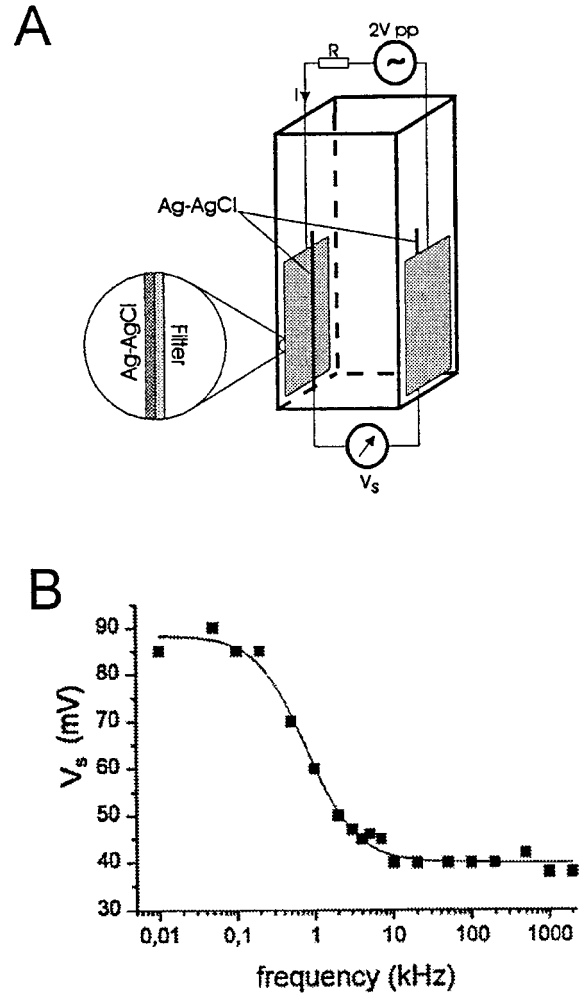 A
2V pp
R
~
I
Ag-AgCl
Ag-AgCl
Filter
Vs
B
Vs (mV)
90
80
70
60
50
40
30
0,01 0,1 1 10 100 1000
frequency (kHz)